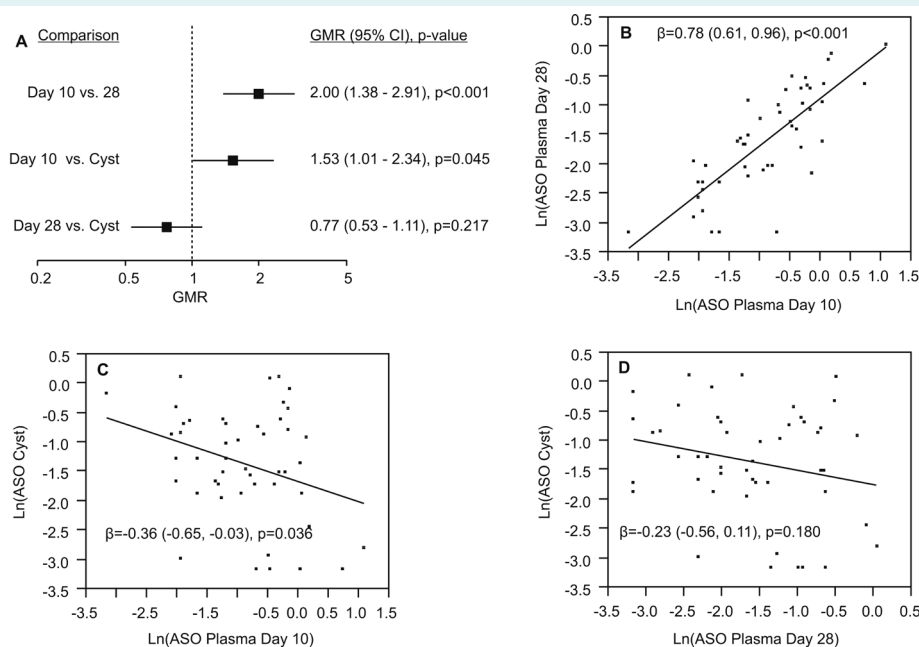 A Comparison GMR (95% CI), p-value
Day 10 vs. 28 2.00 (1.38 - 2.91), p<0.001
Day 10 vs. Cyst 1.53 (1.01 - 2.34), p=0.045
Day 28 vs. Cyst 0.77 (0.53 - 1.11), p=0.217
0.2 0.5 1 2 5
GMR
B β=0.78 (0.61, 0.96), p<0.001
Ln(ASO Plasma Day 28)
0.5
0.0
-0.5
-1.0
-1.5
-2.0
-2.5
-3.0
-3.5
-3.5 -2.5 -1.5 -0.5 0.0 0.5 1.5
Ln(ASO Plasma Day 10)
C
Ln(ASO Cyst)
0.5
0.0
-0.5
-1.0
-1.5
-2.0
-2.5
-3.0
-3.5
β=-0.36 (-0.65, -0.03), p=0.036
-3.5 -2.5 -1.5 -0.5 0.0 0.5 1.5
Ln(ASO Plasma Day 10)
D
Ln(ASO Cyst)
0.5
0.0
-0.5
-1.0
-1.5
-2.0
-2.5
-3.0
-3.5
β=-0.23 (-0.56, 0.11), p=0.180
-3.5 -3.0 -2.5 -2.0 -1.5 -1.0 -0.5 0.0 0.5
Ln(ASO Plasma Day 28)